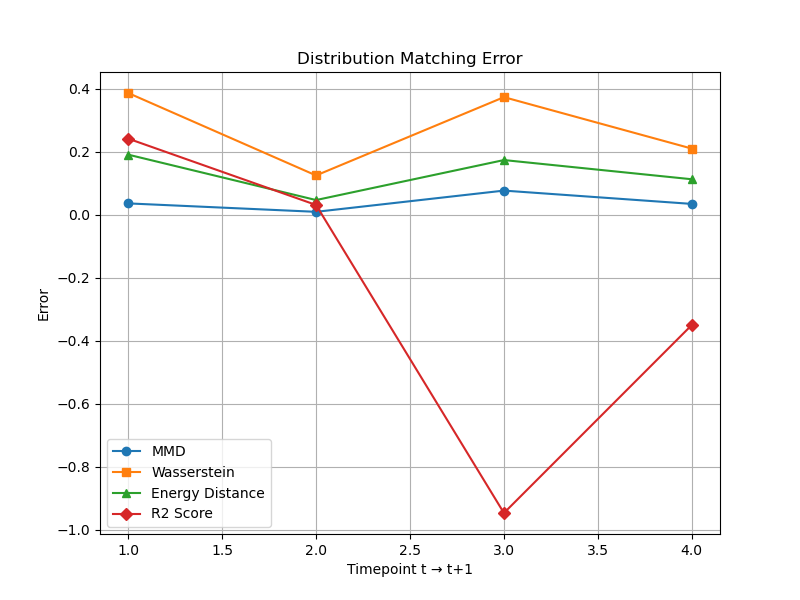 Distribution Matching Error
Error
0.4
0.2
0.0
−0.2
−0.4
−0.6
−0.8
−1.0
MMD
Wasserstein
Energy Distance
R2 Score
1.0 1.5 2.0 2.5 3.0 3.5 4.0
Timepoint t → t+1